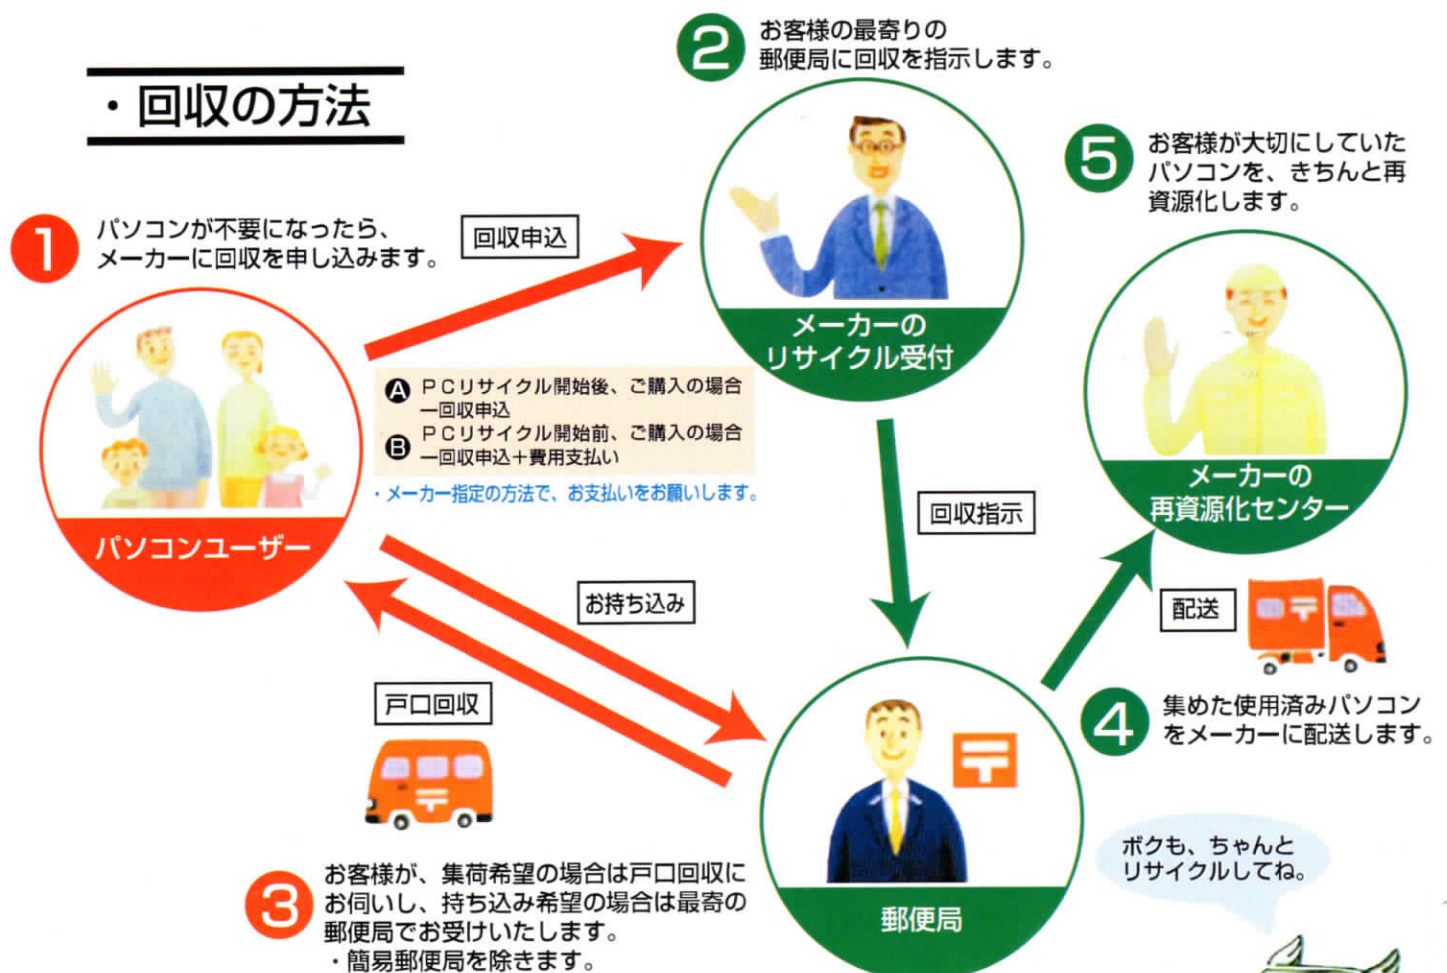 ・回収の方法
1
パソコンが不要になったら、
メーカーに回収を申し込みます。
回収申込
2
お客様の最寄りの
郵便局に回収を指示します。
メーカーの
リサイクル受付
5
お客様が大切にしていた
パソコンを、きちんと再
資源化します。
メーカーの
再資源化センター
パソコンユーザー
A PCリサイクル開始後、ご購入の場合
―回収申込
B PCリサイクル開始前、ご購入の場合
―回収申込+費用支払い
・メーカー指定の方法で、お支払いをお願いします。
回収指示
お持ち込み
戸口回収
配送
4
集めた使用済みパソコン
をメーカーに配送します。
〒
郵便局
3
お客様が、集荷希望の場合は戸口回収に
お伺いし、持ち込み希望の場合は最寄の
郵便局でお受けいたします。
・簡易郵便局を除きます。
ボクも、ちゃんと
リサイクルしてね。